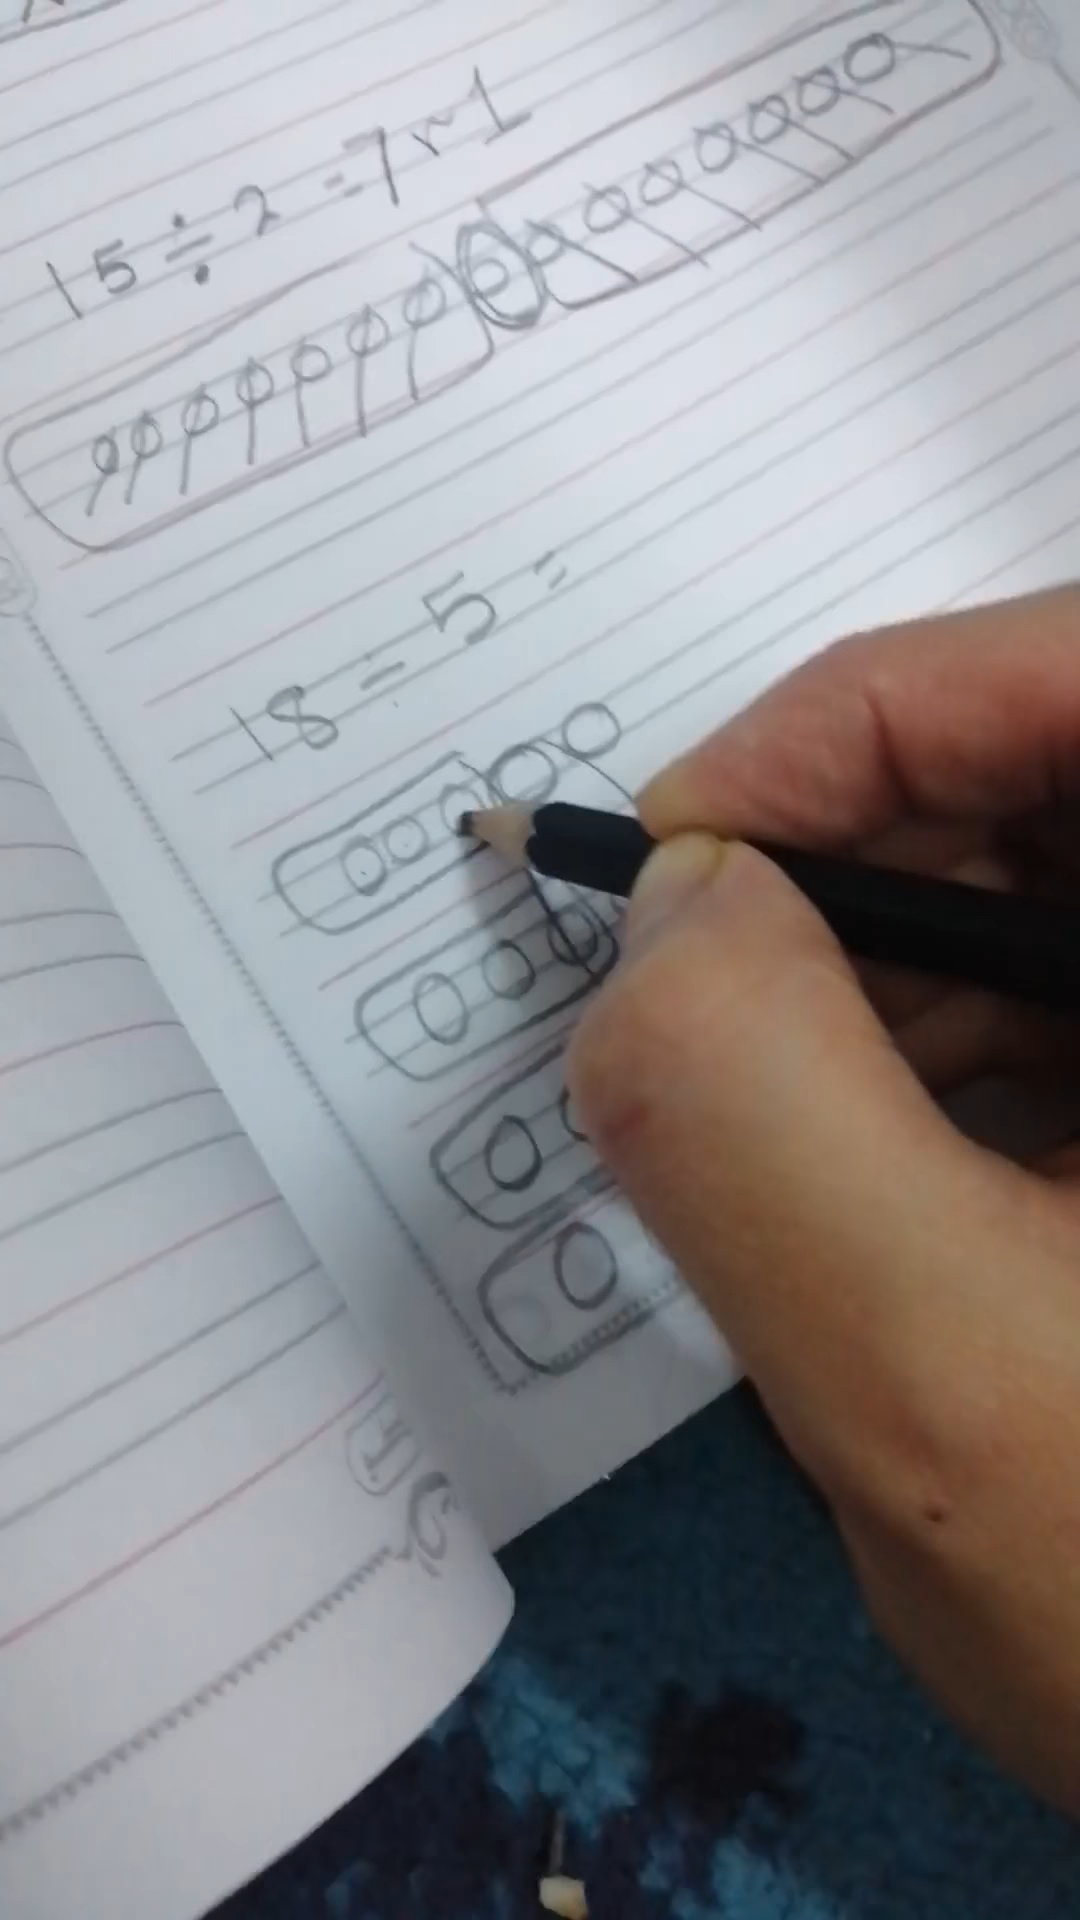 15 ÷ 2 = 7 r 1
18 ÷ 5 =